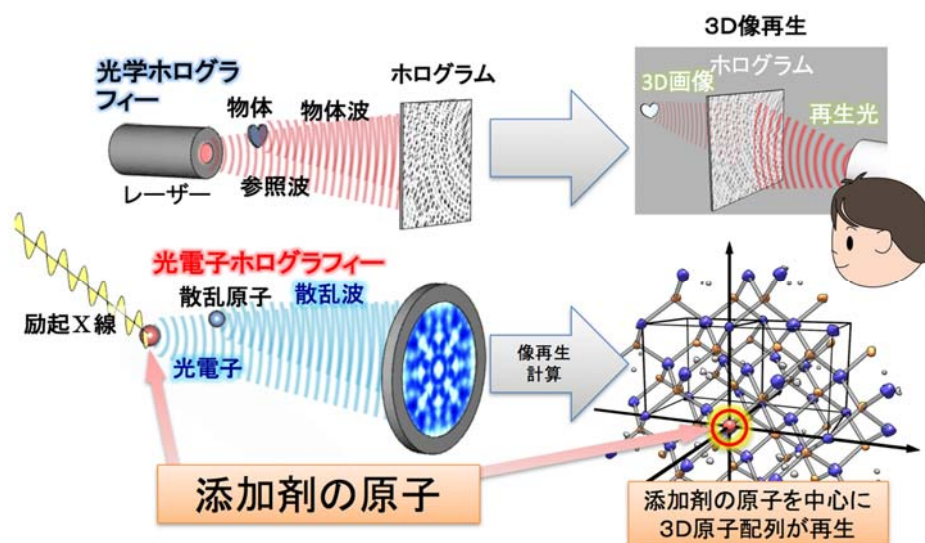 光学ホログラ
フィー
物体
物体波
ホログラム
レーザー
参照波
3D像再生
ホログラム
3D画像
再生光
光電子ホログラフィー
散乱原子
散乱波
励起X線
光電子
像再生
計算
添加剤の原子
添加剤の原子を中心に
3D原子配列が再生